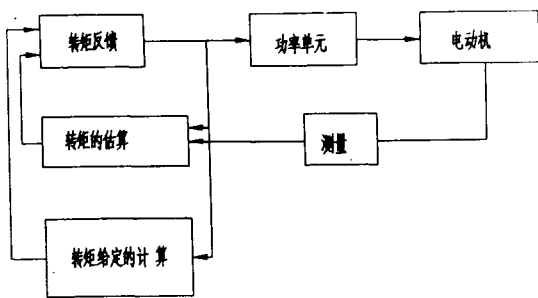 转矩反馈
功率单元
电动机
转矩的估算
测量
转矩给定的计 算